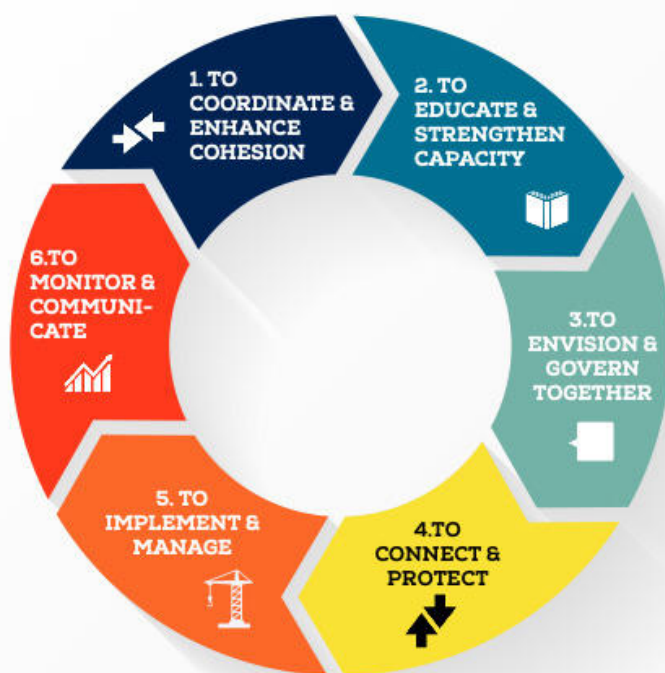 1. TO
COORDINATE &
ENHANCE
COHESION
2. TO
EDUCATE &
STRENGTHEN
CAPACITY
3.TO
ENVISION &
GOVERN
TOGETHER
4.TO
CONNECT &
PROTECT
5. TO
IMPLEMENT &
MANAGE
6.TO
MONITOR &
COMMUNI-
CATE